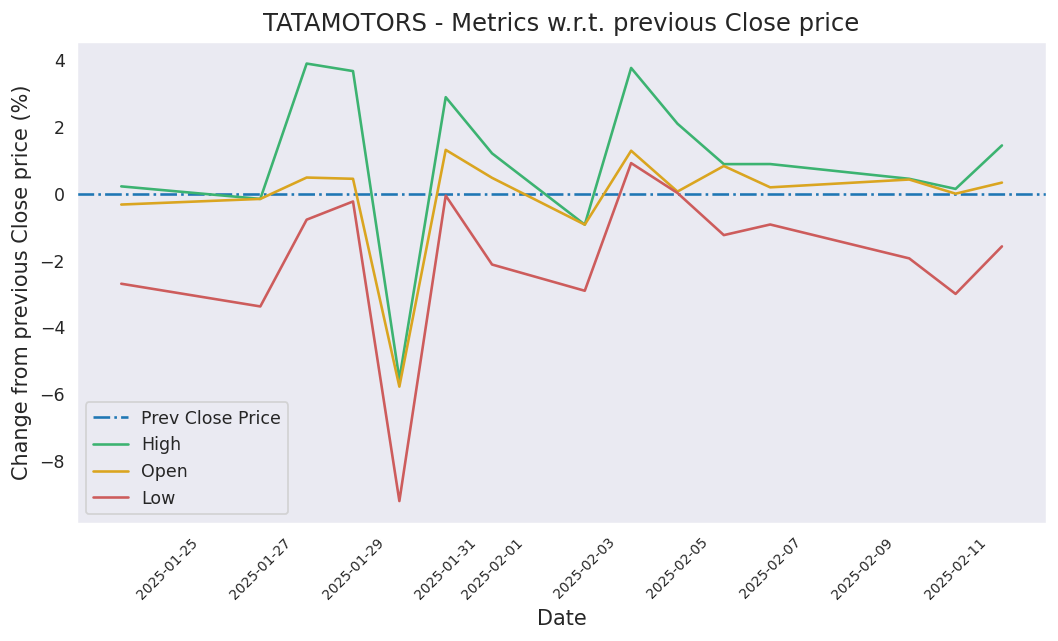 TATAMOTORS - Metrics w.r.t. previous Close price
Change from previous Close price (%)
4
2
0
−2
−4
−6
−8
Prev Close Price
High
Open
Low
2025-01-25
2025-01-27
2025-01-29
2025-01-31
2025-02-01
2025-02-03
2025-02-05
2025-02-07
2025-02-09
2025-02-11
Date